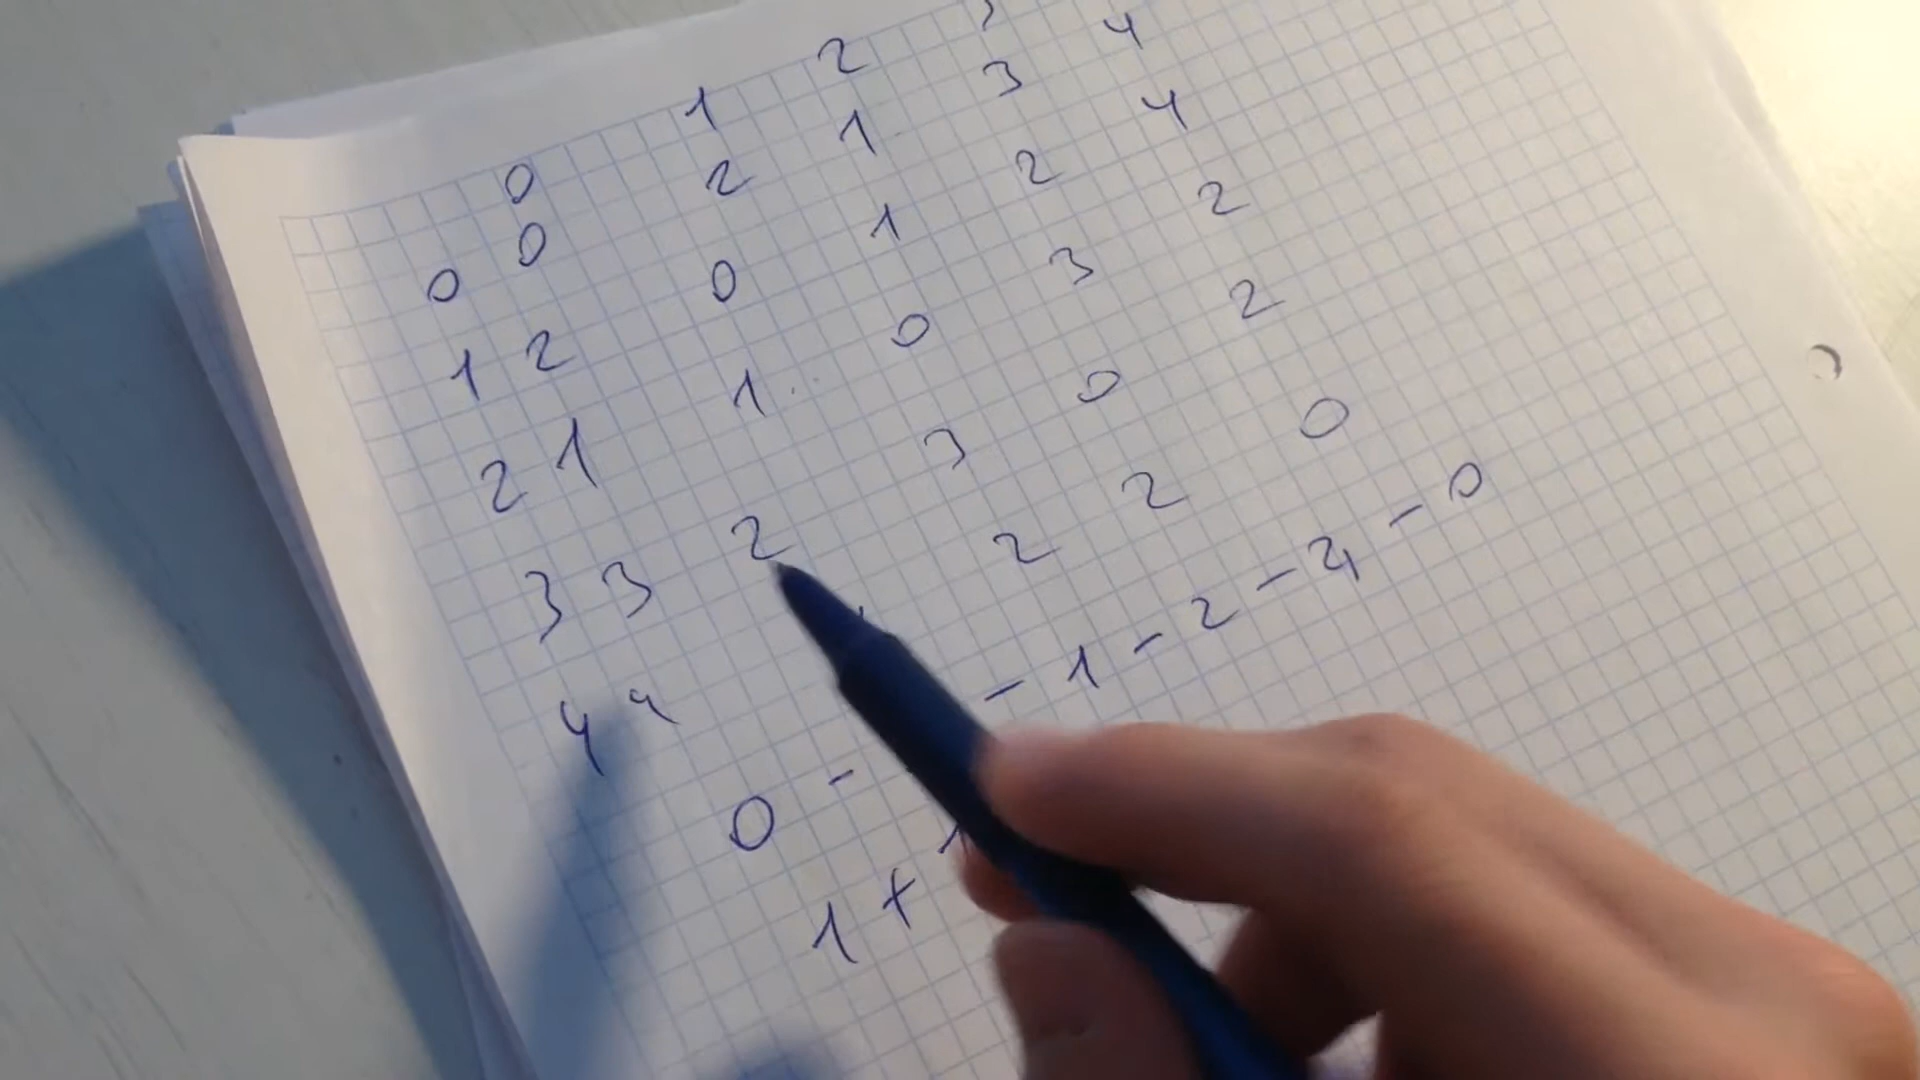 0 1 2
0 0 2 1 3 4
1 2 0 1 2 4
2 1 1 0 3 2
3 3 2 3 0 2
4 4 2 2 0
0 - - 1 - 2 - - 0
1 +